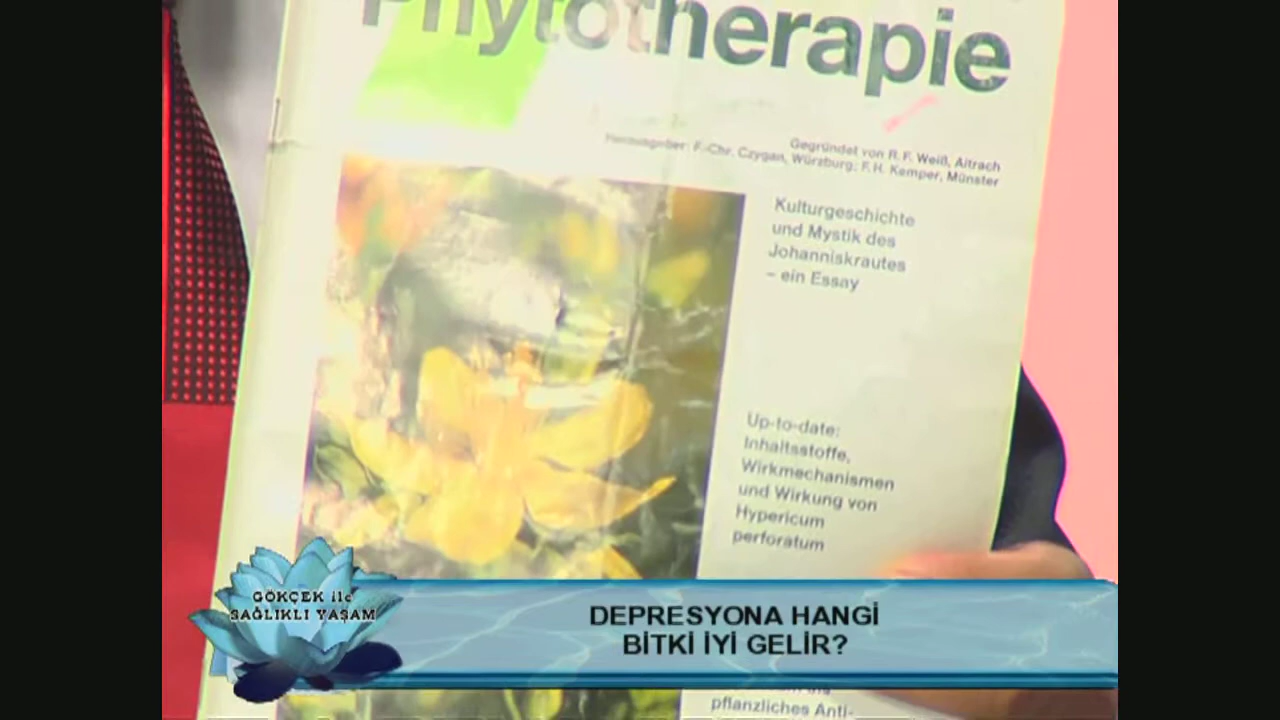 Phytotherapie
Gegründet von R. F. Weiß, Aitrach
Herausgeber: F.-Chr. Czygan, Würzburg; F.H. Kemper, Münster
Kulturgeschichte
und Mystik des
Johanniskrautes
– ein Essay
Up-to-date:
Inhaltsstoffe,
Wirkmechanismen
und Wirkung von
Hypericum
perforatum
GÖKÇEK ile
SAĞLIKLI YAŞAM
DEPRESYONA HANGİ
BİTKİ İYİ GELİR?
pflanzliches Anti-